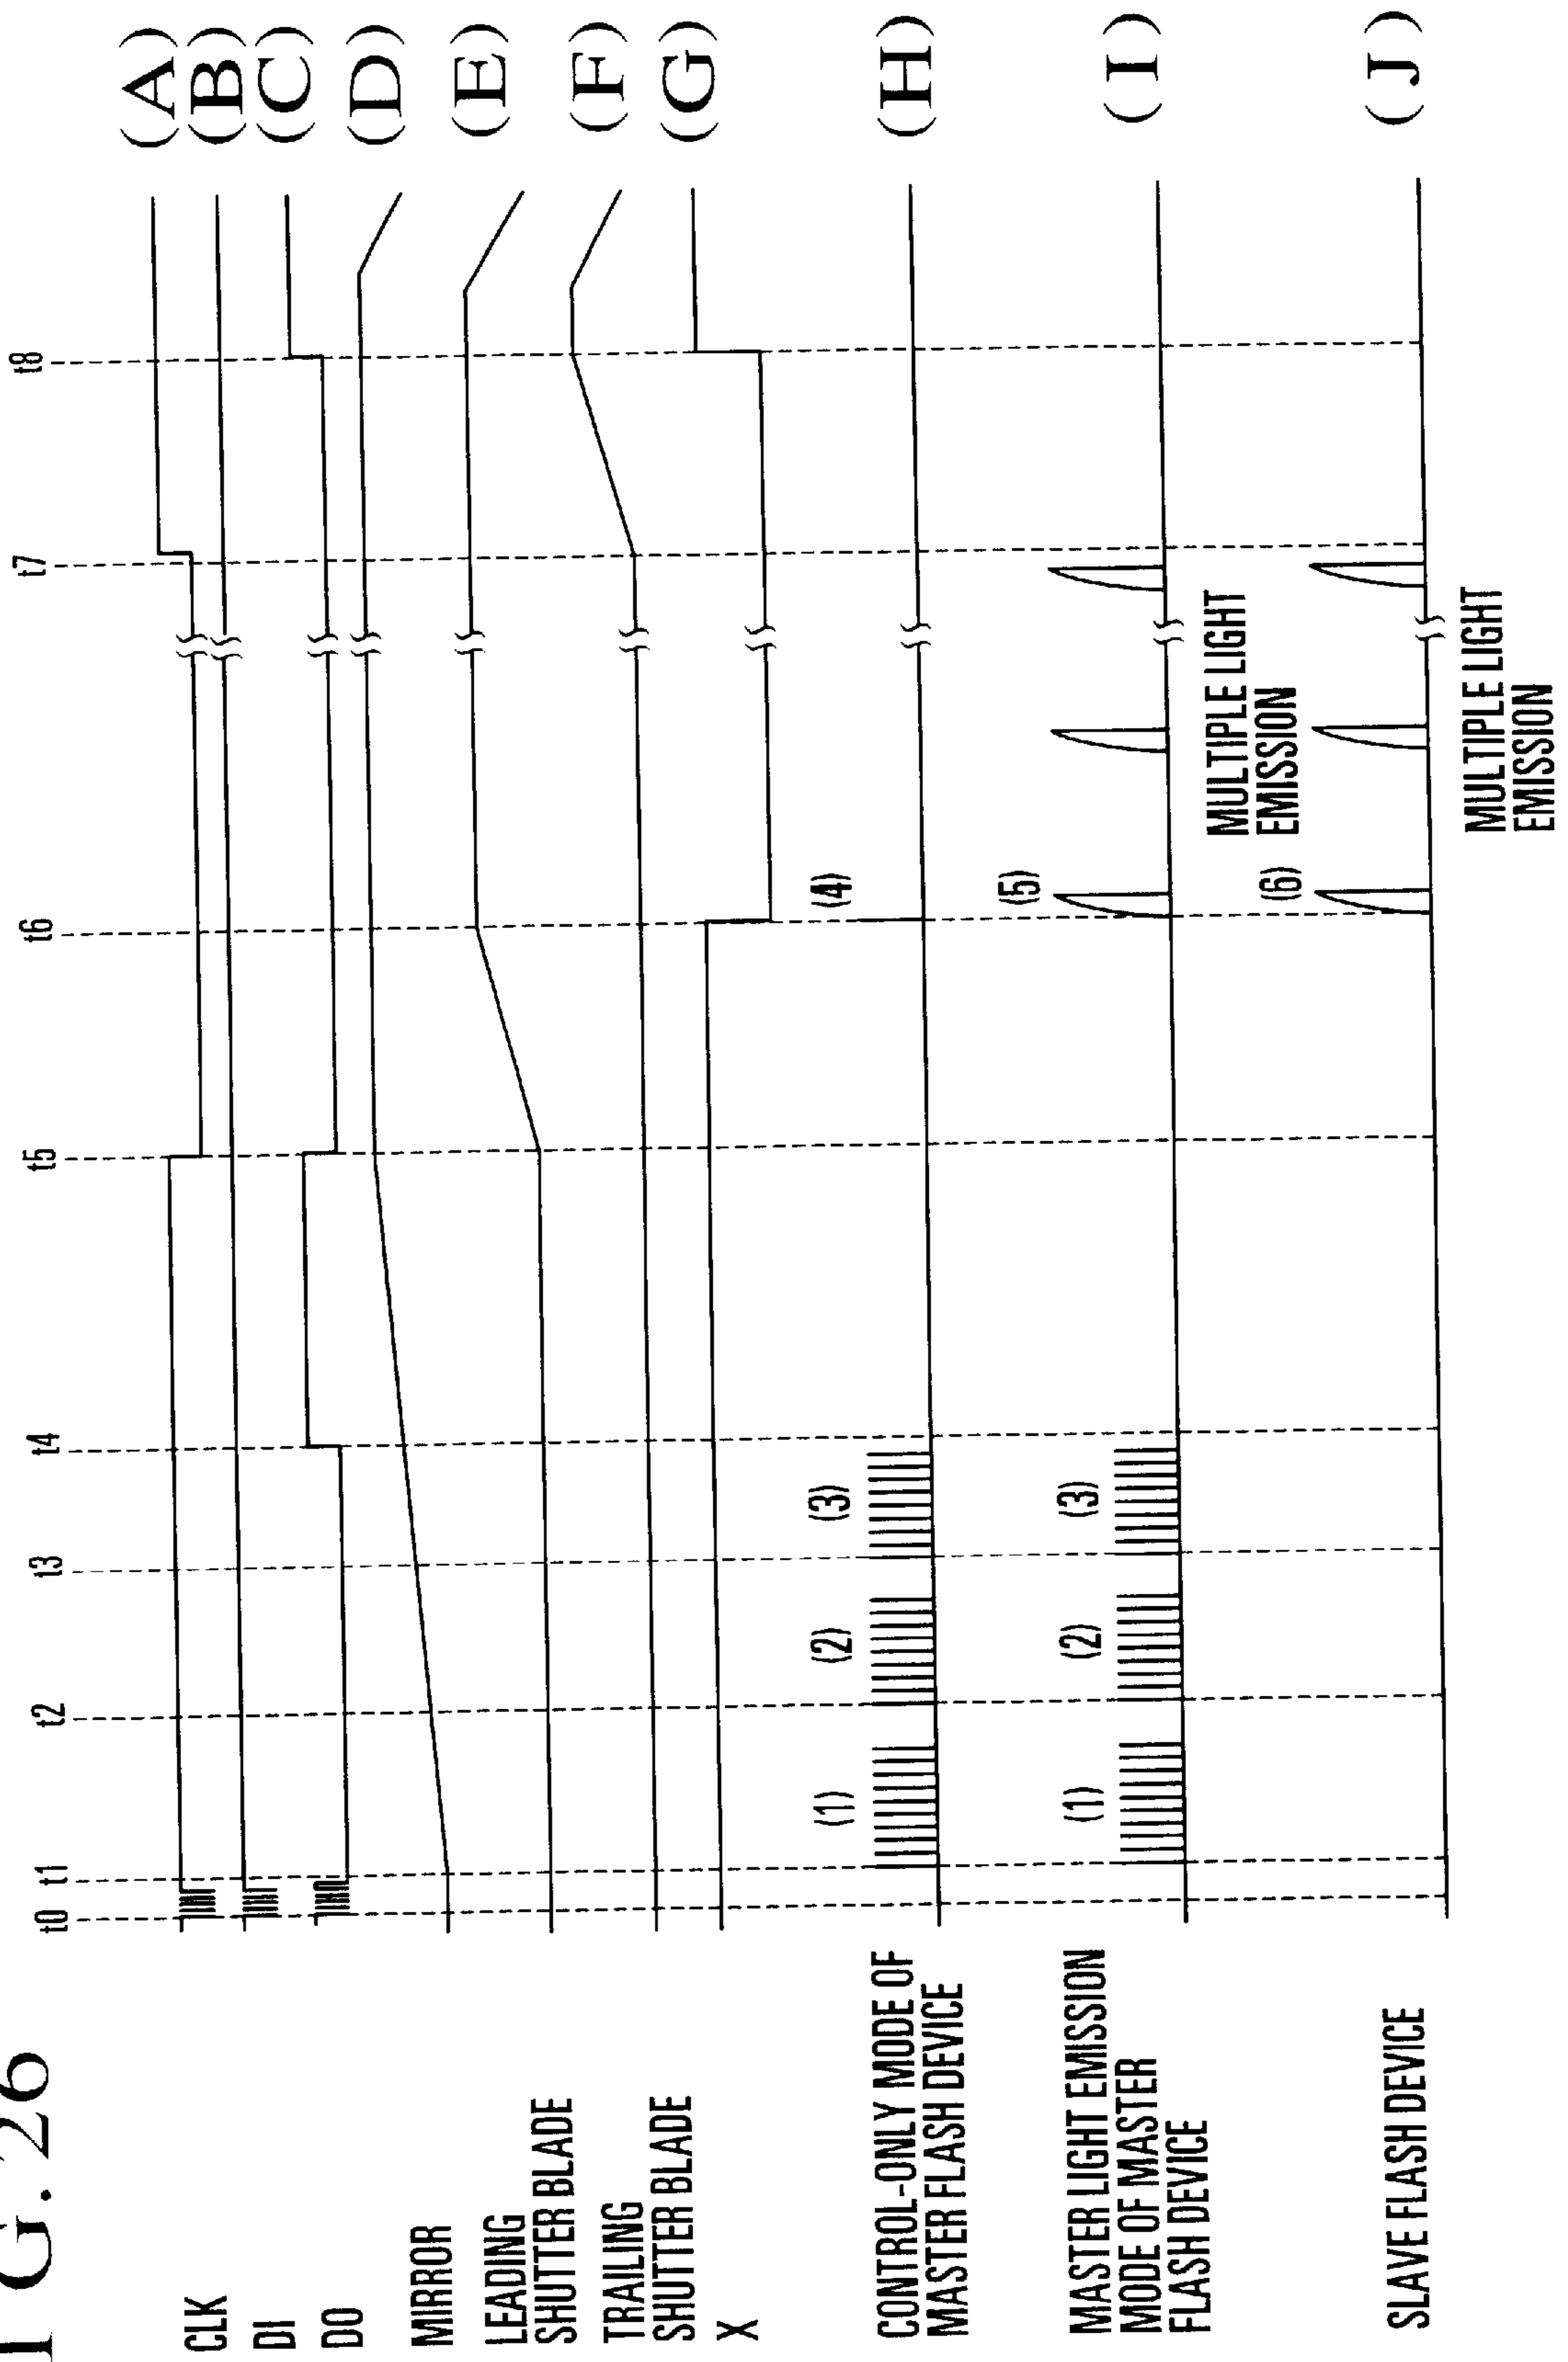 FIG.26
t0 t1 t2 t3 t4 t5 t6 t7 t8
CLK (A)
DI (B)
DO (C)
MIRROR (D)
LEADING
SHUTTER BLADE (E)
TRAILING
SHUTTER BLADE (F)
X (G)
(1) (2) (3) (4)
CONTROL-ONLY MODE OF
MASTER FLASH DEVICE (H)
(1) (2) (3) (5)
MASTER LIGHT EMISSION
MODE OF MASTER
FLASH DEVICE (I)
MULTIPLE LIGHT
EMISSION
(6)
SLAVE FLASH DEVICE (J)
MULTIPLE LIGHT
EMISSION